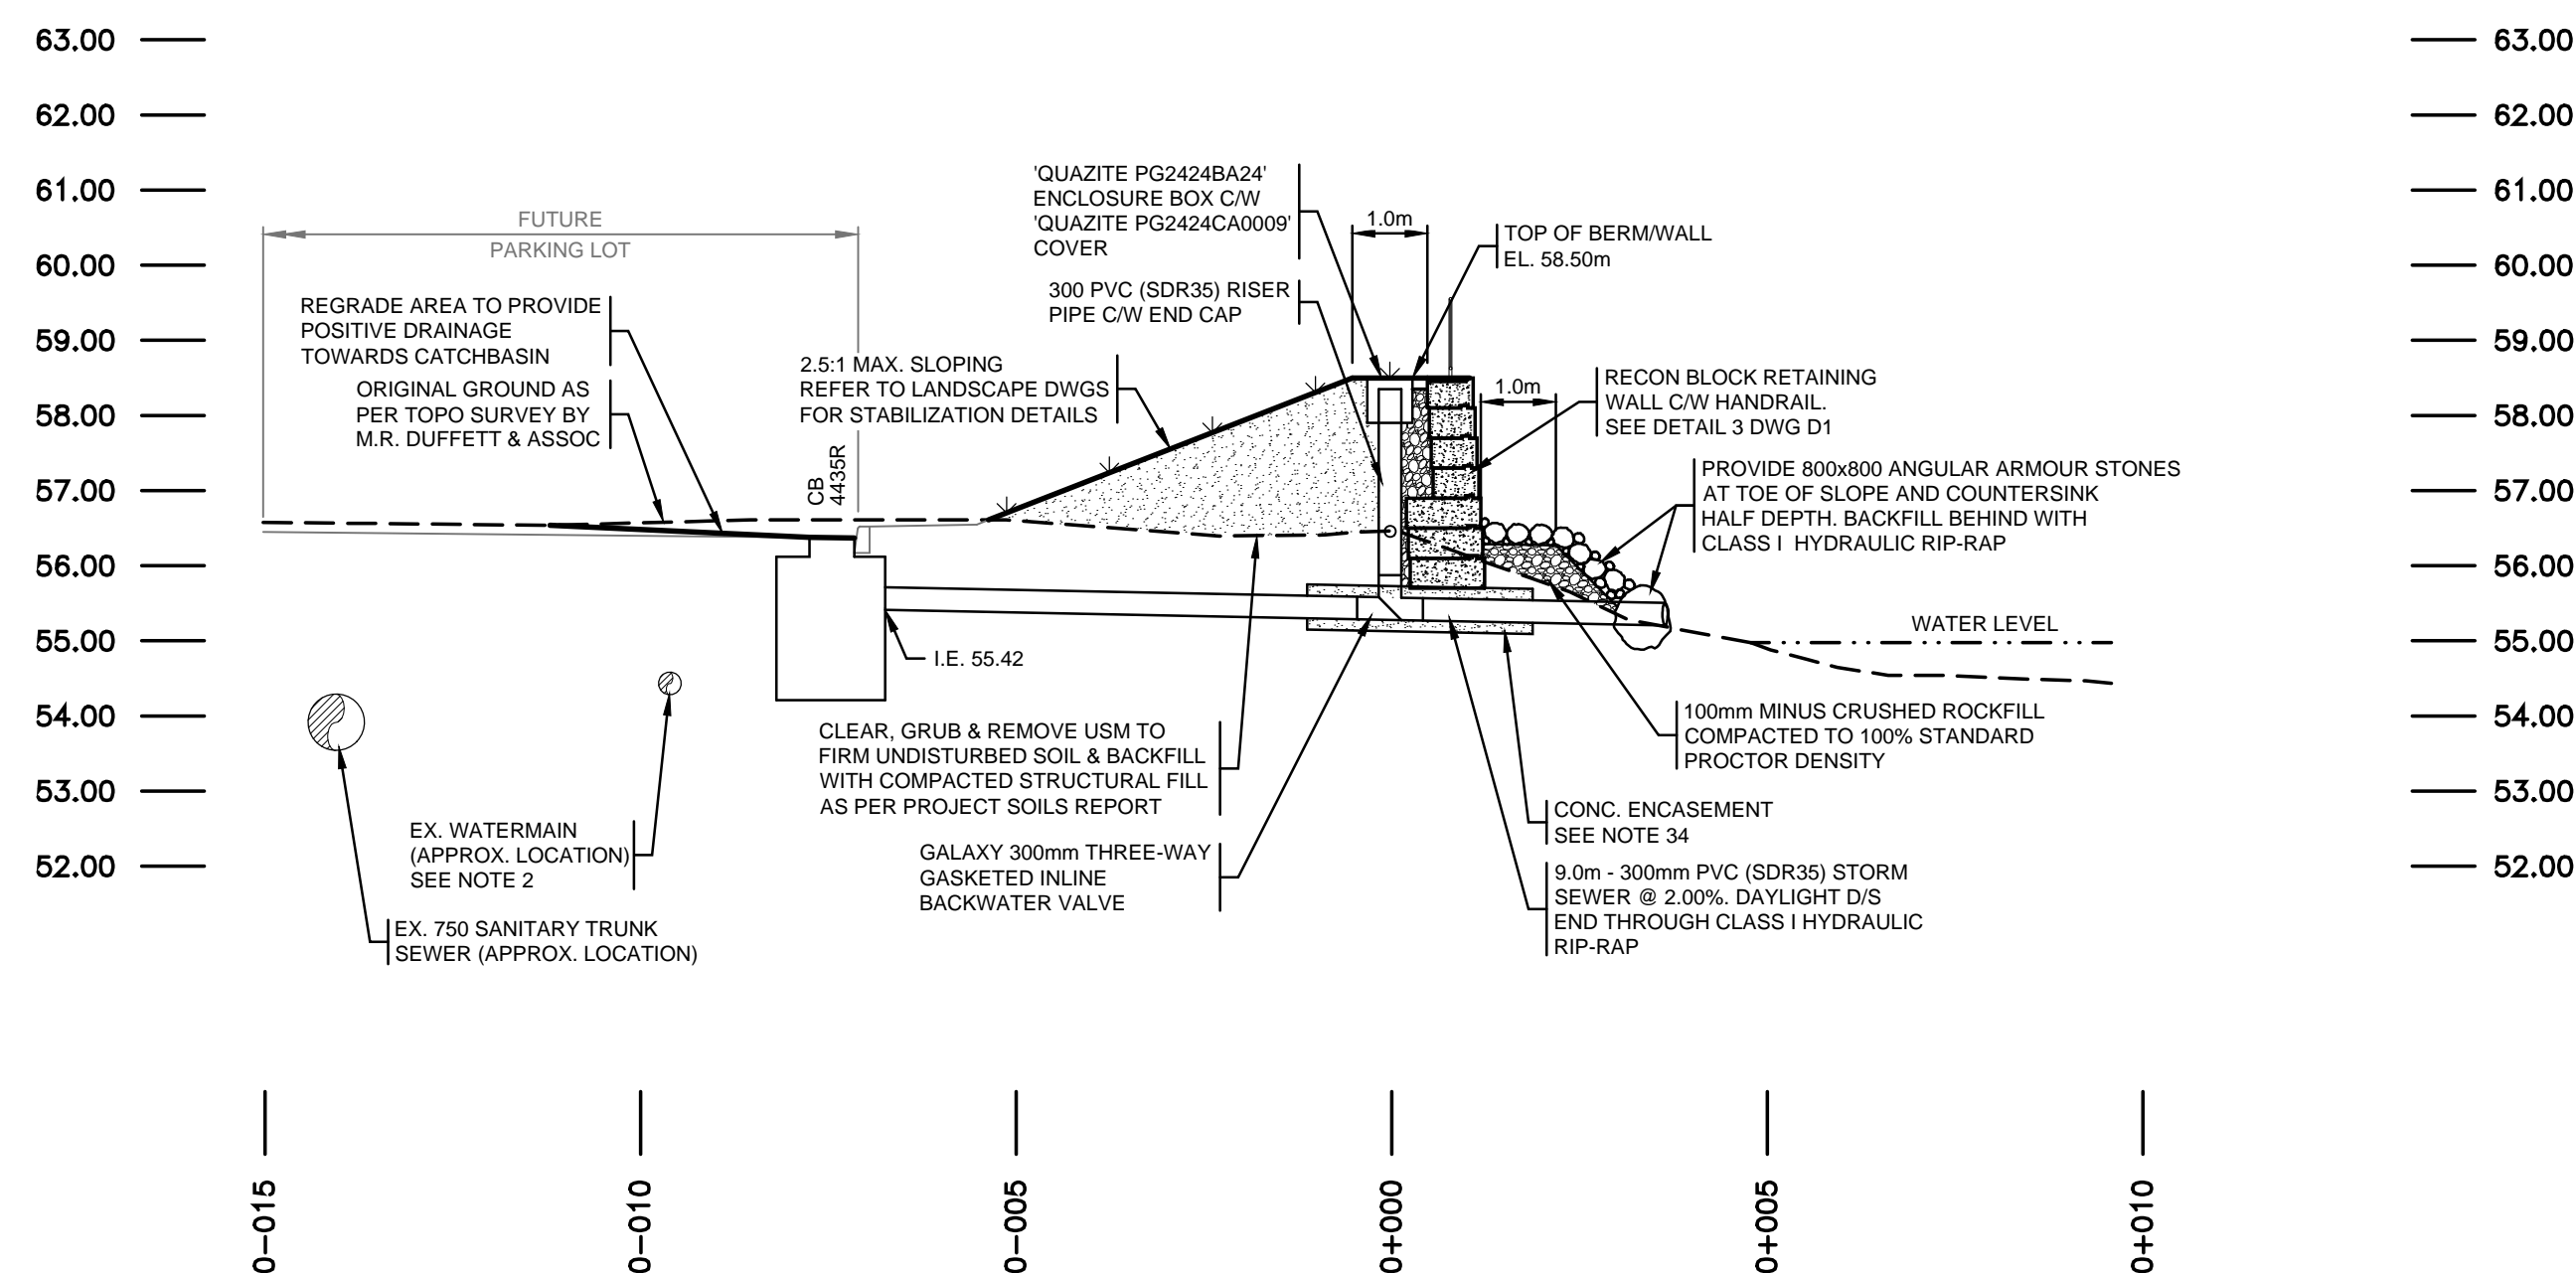 63.00
63.00
62.00
62.00
61.00
61.00
60.00
60.00
59.00
59.00
58.00
58.00
57.00
57.00
56.00
56.00
55.00
55.00
54.00
54.00
53.00
53.00
52.00
52.00
FUTURE
PARKING LOT
'QUAZITE PG2424BA24'
ENCLOSURE BOX C/W
'QUAZITE PG2424CA0009'
COVER
1.0m
TOP OF BERM/WALL
EL. 58.50m
300 PVC (SDR35) RISER
PIPE C/W END CAP
REGRADE AREA TO PROVIDE
POSITIVE DRAINAGE
TOWARDS CATCHBASIN
ORIGINAL GROUND AS
PER TOPO SURVEY BY
M.R. DUFFETT & ASSOC
2.5:1 MAX. SLOPING
REFER TO LANDSCAPE DWGS
FOR STABILIZATION DETAILS
CB
4435R
1.0m
RECON BLOCK RETAINING
WALL C/W HANDRAIL.
SEE DETAIL 3 DWG D1
PROVIDE 800x800 ANGULAR ARMOUR STONES
AT TOE OF SLOPE AND COUNTERSINK
HALF DEPTH. BACKFILL BEHIND WITH
CLASS I HYDRAULIC RIP-RAP
WATER LEVEL
I.E. 55.42
100mm MINUS CRUSHED ROCKFILL
COMPACTED TO 100% STANDARD
PROCTOR DENSITY
CLEAR, GRUB & REMOVE USM TO
FIRM UNDISTURBED SOIL & BACKFILL
WITH COMPACTED STRUCTURAL FILL
AS PER PROJECT SOILS REPORT
CONC. ENCASEMENT
SEE NOTE 34
EX. WATERMAIN
(APPROX. LOCATION)
SEE NOTE 2
GALAXY 300mm THREE-WAY
GASKETED INLINE
BACKWATER VALVE
9.0m - 300mm PVC (SDR35) STORM
SEWER @ 2.00%. DAYLIGHT D/S
END THROUGH CLASS I HYDRAULIC
RIP-RAP
EX. 750 SANITARY TRUNK
SEWER (APPROX. LOCATION)
0-015
0-010
0-005
0+000
0+005
0+010